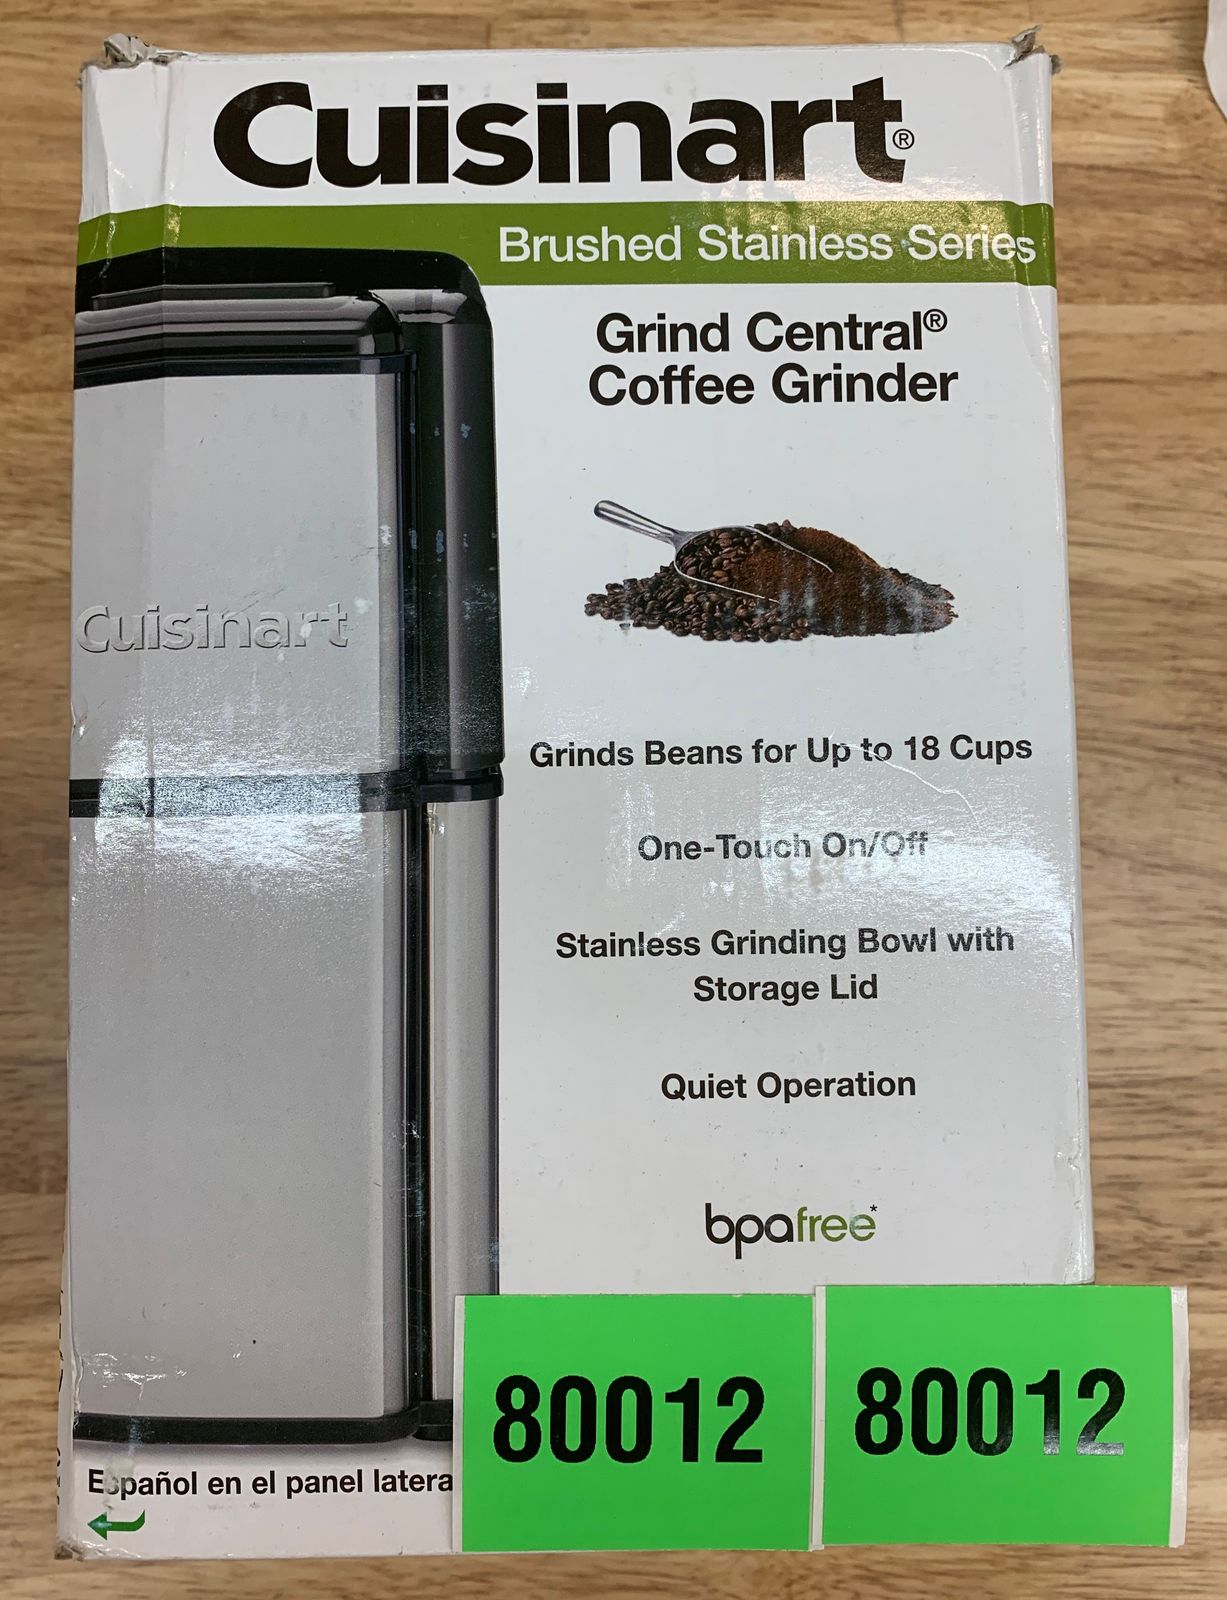 Cuisinart®
Brushed Stainless Series
Grind Central®
Coffee Grinder
Cuisinart
Grinds Beans for Up to 18 Cups
One-Touch On/Off
Stainless Grinding Bowl with
Storage Lid
Quiet Operation
bpafree*
80012
80012
Español en el panel latera